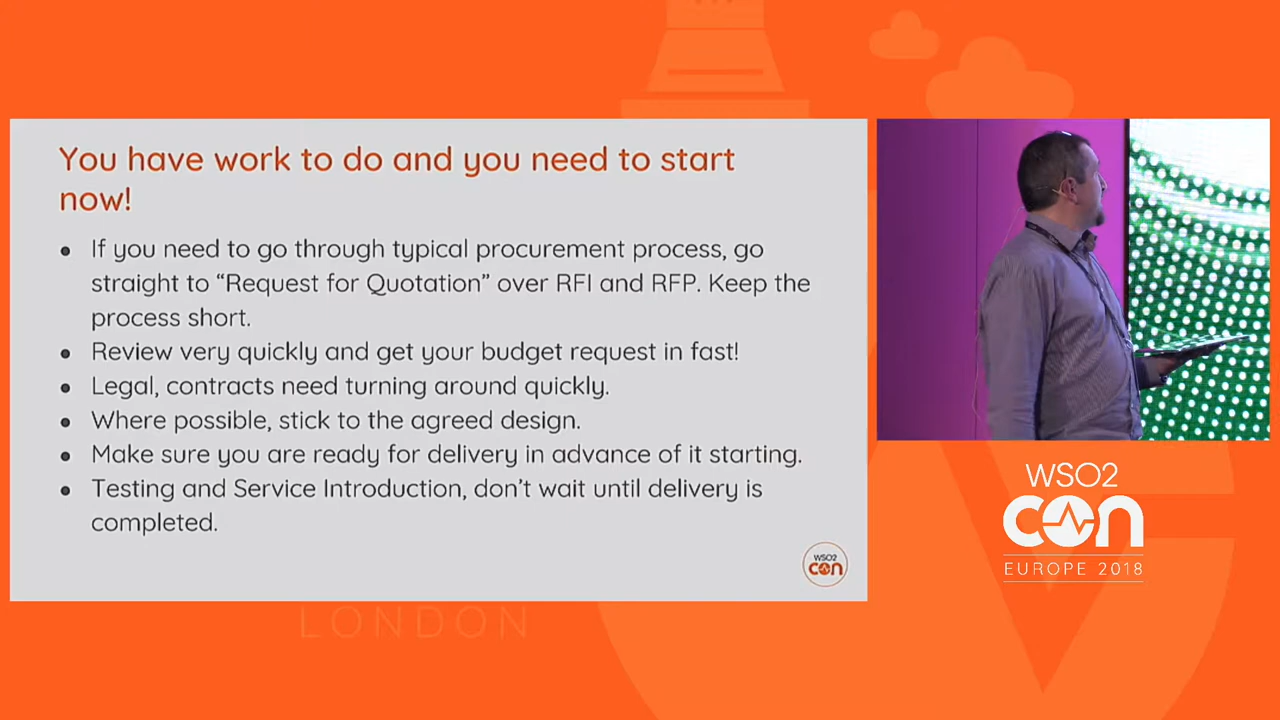 You have work to do and you need to start
now!
● If you need to go through typical procurement process, go
straight to “Request for Quotation” over RFI and RFP. Keep the
process short.
● Review very quickly and get your budget request in fast!
● Legal, contracts need turning around quickly.
● Where possible, stick to the agreed design.
● Make sure you are ready for delivery in advance of it starting.
● Testing and Service Introduction, don’t wait until delivery is
completed.
WSO2
con
WSO2
con
EUROPE 2018
LONDON